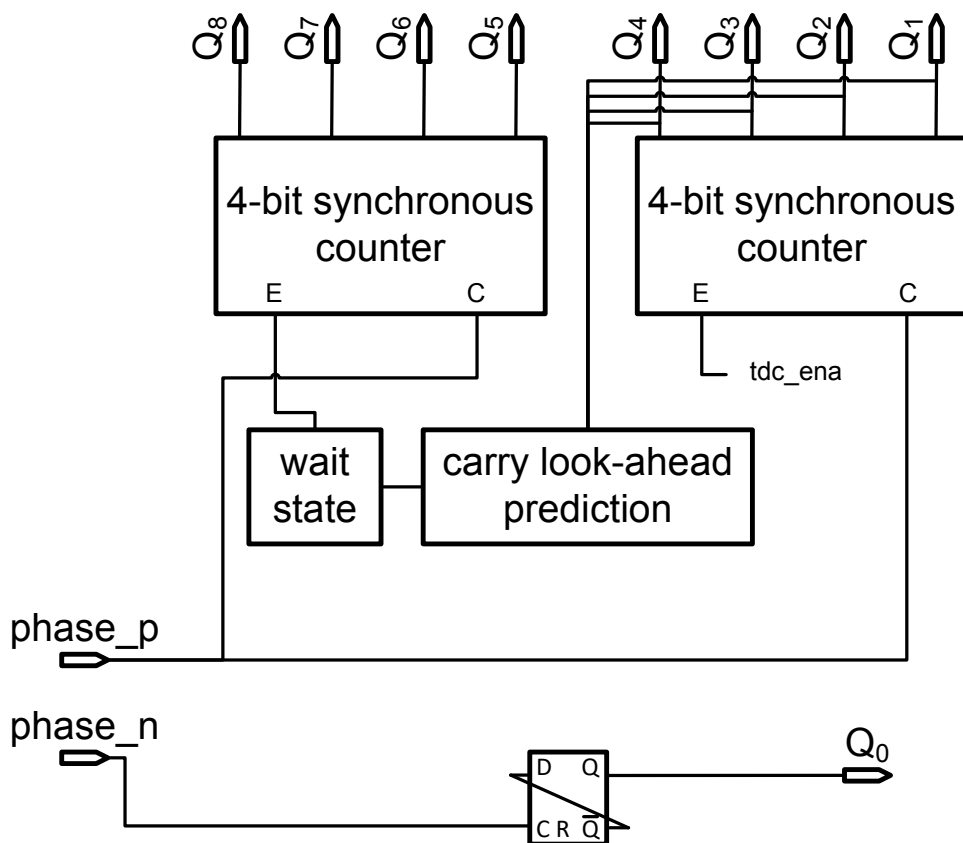 Q8 Q7 Q6 Q5 Q4 Q3 Q2 Q1
4-bit synchronous
counter
E C
4-bit synchronous
counter
E C
tdc_ena
wait
state
carry look-ahead
prediction
phase_p
phase_n
D Q
C R Q̅
Q0